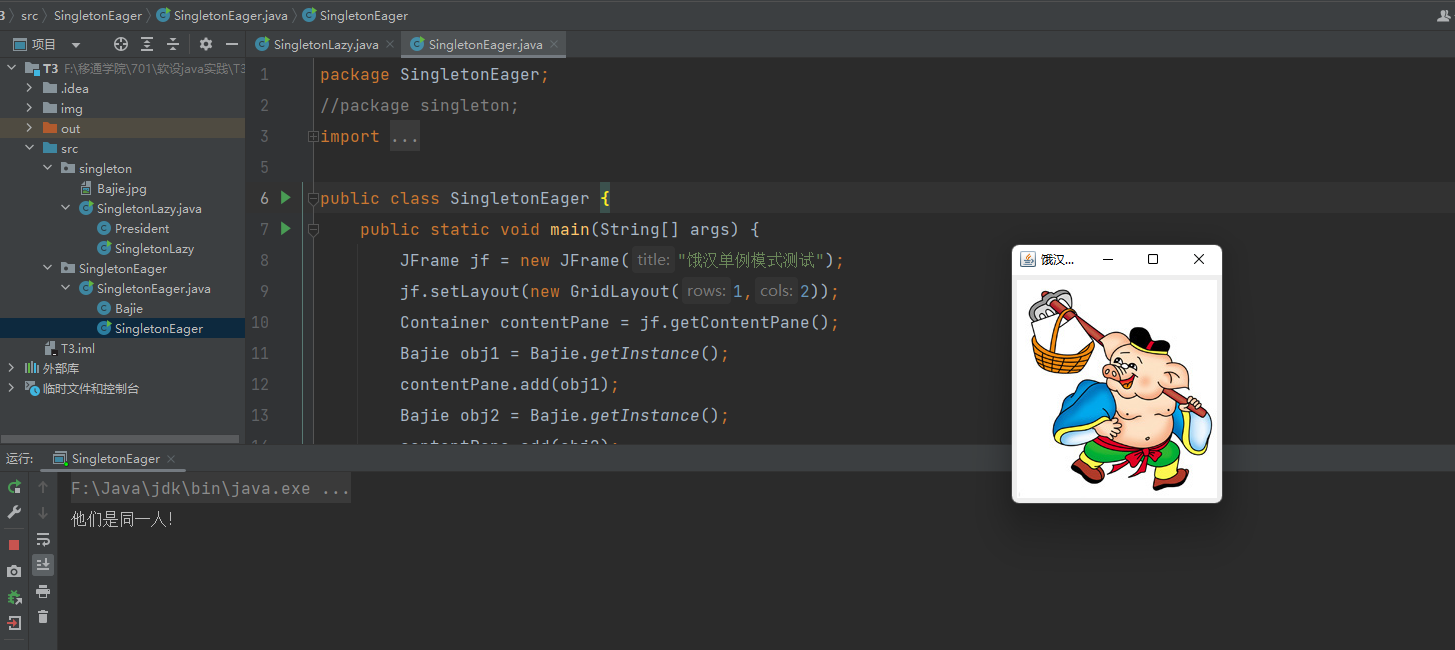 3 src SingletonEager SingletonEager.java SingletonEager
项目
SingletonLazy.java SingletonEager.java
T3 F:\移通学院\701\软设java实践\T3
.idea
img
out
src
singleton
Bajie.jpg
SingletonLazy.java
President
SingletonLazy
SingletonEager
SingletonEager.java
Bajie
SingletonEager
T3.iml
外部库
临时文件和控制台
1 package SingletonEager;
2 //package singleton;
3 import ...
5
6 public class SingletonEager {
7 public static void main(String[] args) {
8 JFrame jf = new JFrame( title: "饿汉单例模式测试");
9 jf.setLayout(new GridLayout( rows: 1, cols: 2));
10 Container contentPane = jf.getContentPane();
11 Bajie obj1 = Bajie.getInstance();
12 contentPane.add(obj1);
13 Bajie obj2 = Bajie.getInstance();
14 contentPane.add(obj2);
饿汉...
运行: SingletonEager
F:\Java\jdk\bin\java.exe ...
他们是同一人！